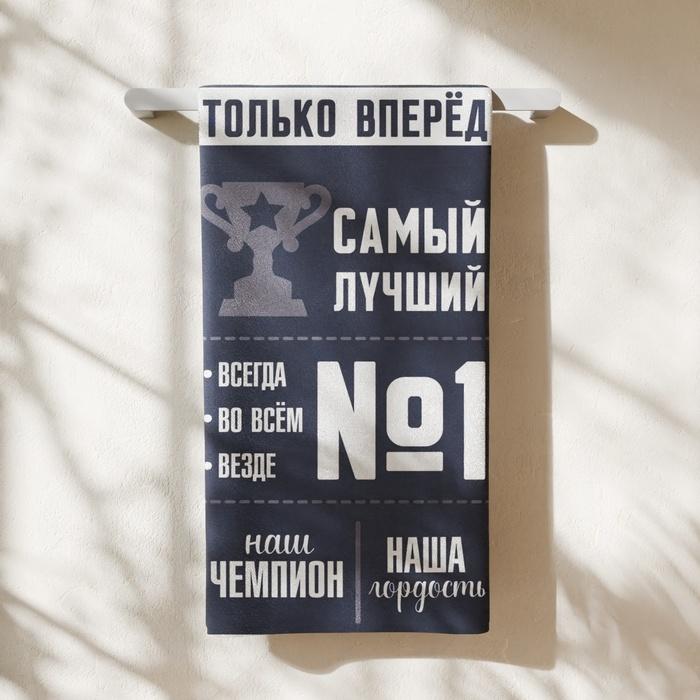 ТОЛЬКО ВПЕРЁД
САМЫЙ
ЛУЧШИЙ
• ВСЕГДА
• ВО ВСЁМ
• ВЕЗДЕ
№1
наш
ЧЕМПИОН
НАША
гордость